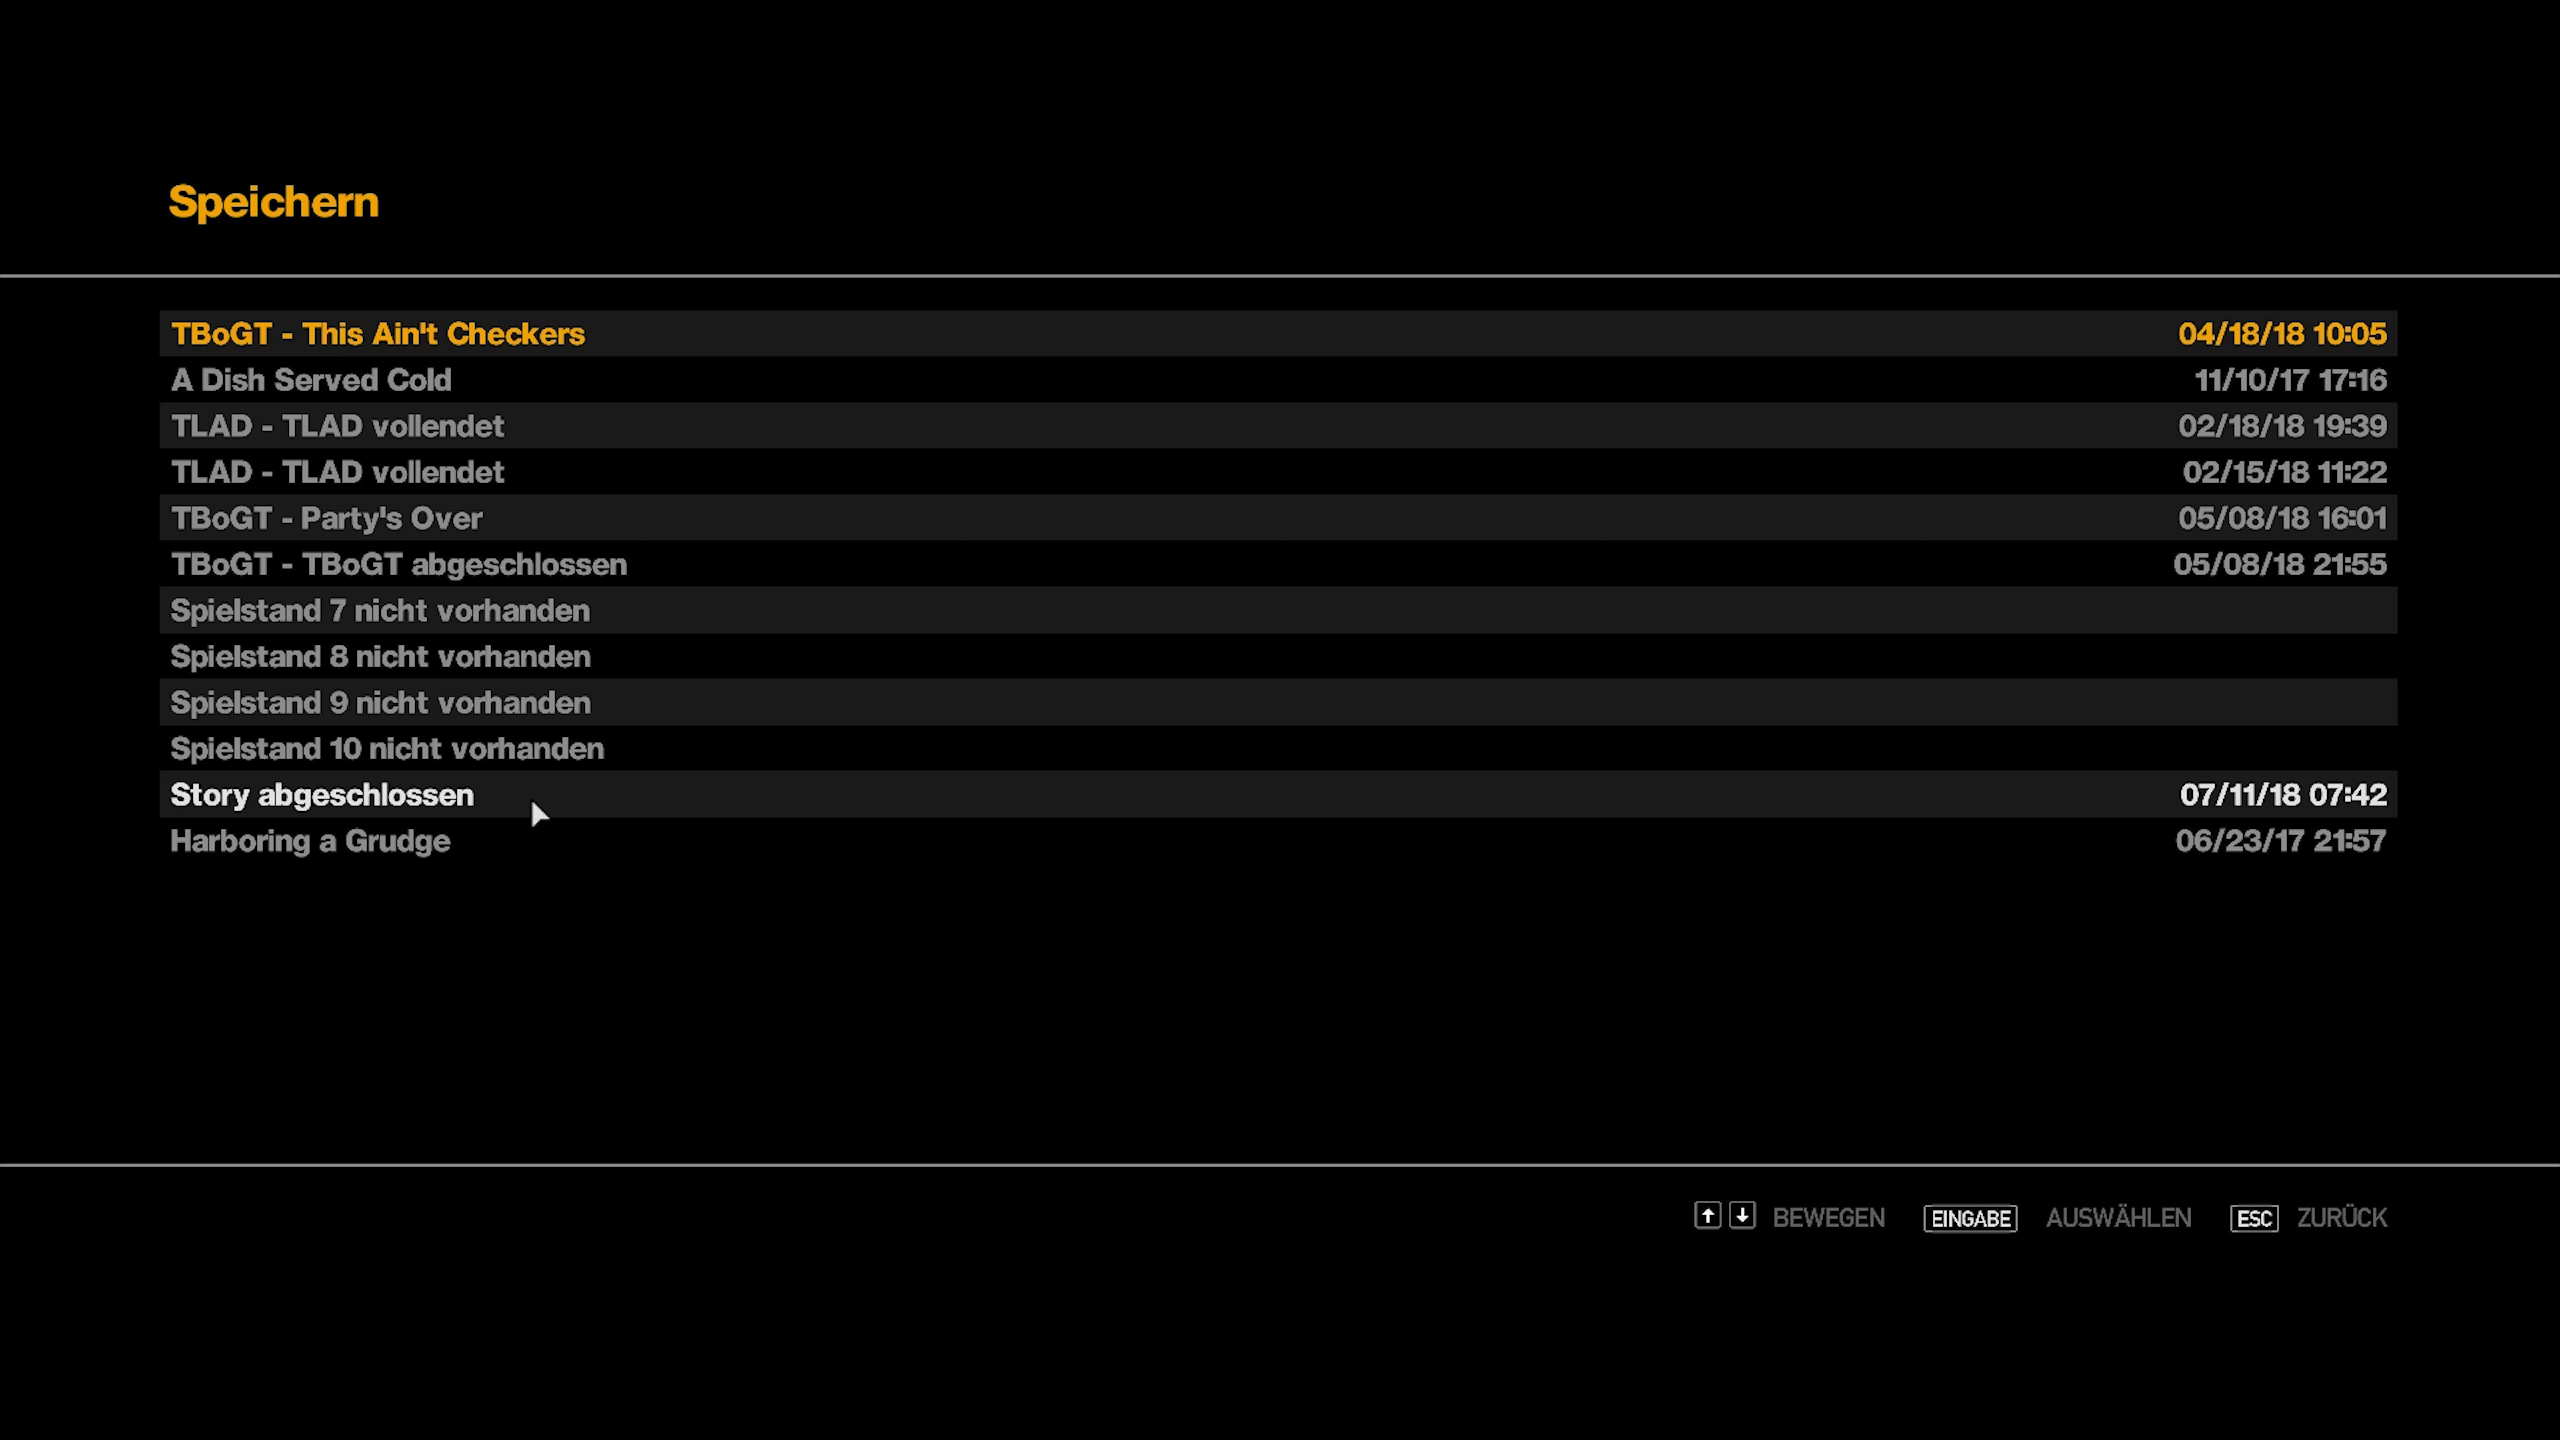 Speichern
TBoGT - This Ain't Checkers 04/18/18 10:05
A Dish Served Cold 11/10/17 17:16
TLAD - TLAD vollendet 02/18/18 19:39
TLAD - TLAD vollendet 02/15/18 11:22
TBoGT - Party's Over 05/08/18 16:01
TBoGT - TBoGT abgeschlossen 05/08/18 21:55
Spielstand 7 nicht vorhanden
Spielstand 8 nicht vorhanden
Spielstand 9 nicht vorhanden
Spielstand 10 nicht vorhanden
Story abgeschlossen 07/11/18 07:42
Harboring a Grudge 06/23/17 21:57
BEWEGEN EINGABE AUSWÄHLEN ESC ZURÜCK